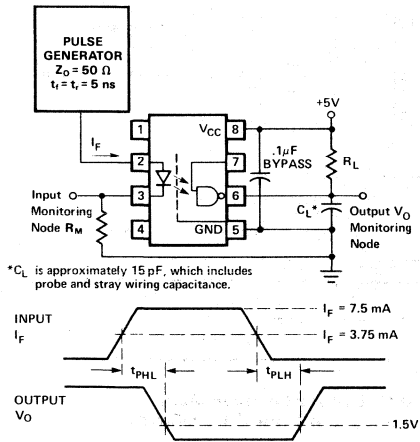 PULSE
GENERATOR
Z_O = 50 Ω
t_f = t_r = 5 ns
+5V
1
V_CC
8
I_F
.1μF
BYPASS
R_L
2
7
Input
Monitoring
Node R_M
3
6
C_L*
Output V_O
Monitoring
Node
4
GND
5
*C_L is approximately 15 pF, which includes
probe and stray wiring capacitance.
INPUT
I_F
I_F = 7.5 mA
I_F = 3.75 mA
t_PHL
t_PLH
OUTPUT
V_O
1.5V